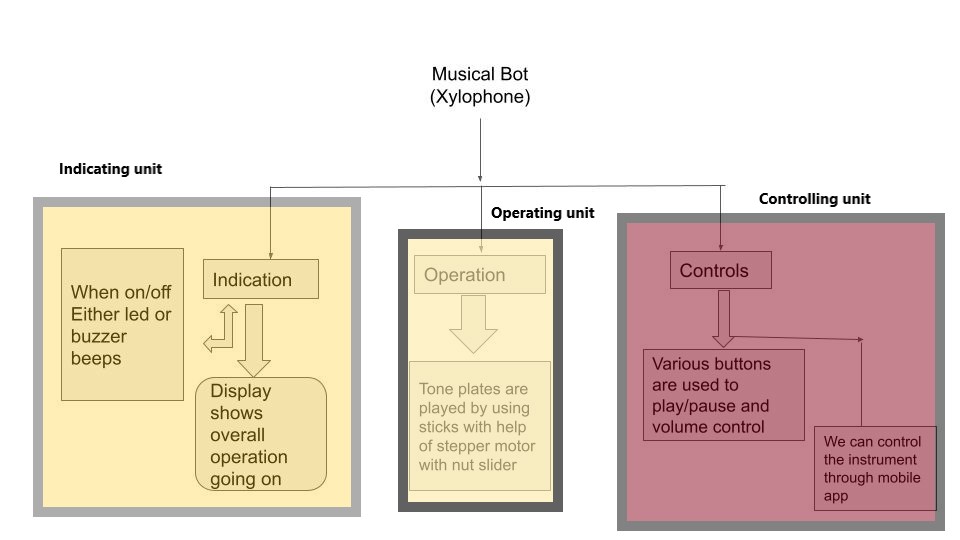 Musical Bot
(Xylophone)
Indicating unit
When on/off
Either led or
buzzer
beeps
Indication
Display
shows
overall
operation
going on
Operating unit
Operation
Tone plates are
played by using
sticks with help
of stepper motor
with nut slider
Controlling unit
Controls
Various buttons
are used to
play/pause and
volume control
We can control
the instrument
through mobile
app